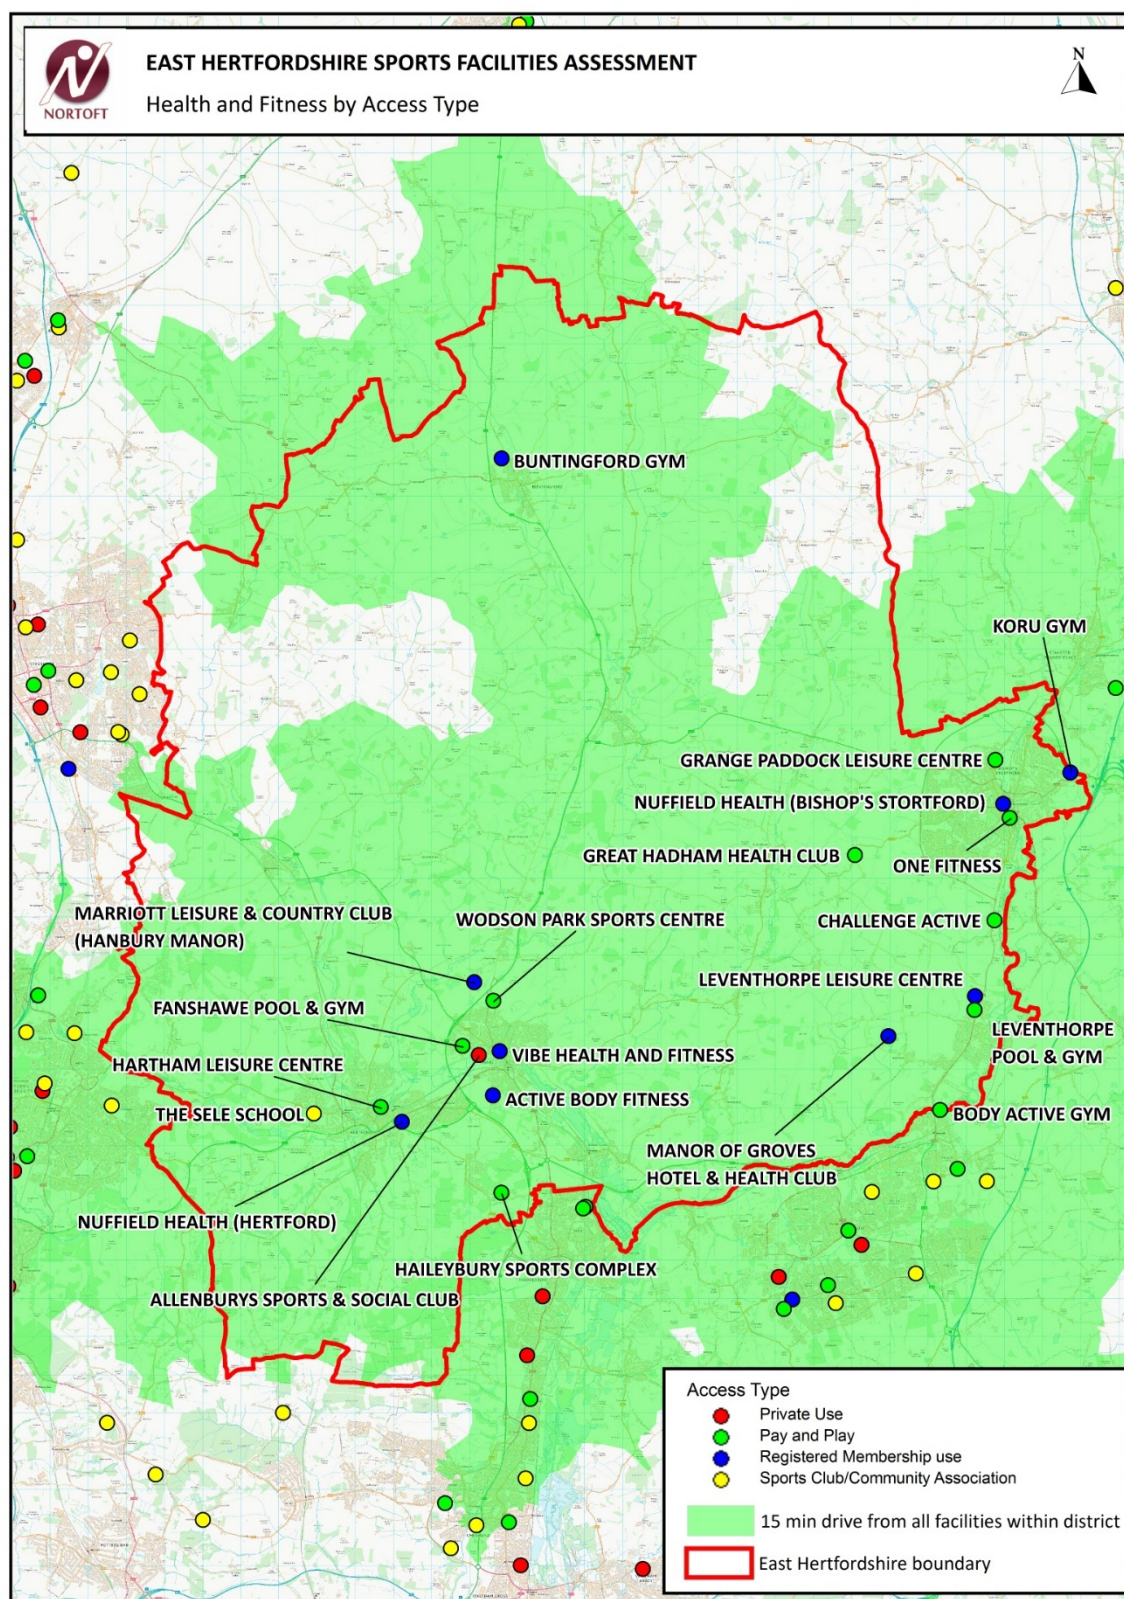 NORTOFT
EAST HERTFORDSHIRE SPORTS FACILITIES ASSESSMENT
Health and Fitness by Access Type
N
BUNTINGFORD GYM
KORU GYM
GRANGE PADDOCK LEISURE CENTRE
NUFFIELD HEALTH (BISHOP'S STORTFORD)
GREAT HADHAM HEALTH CLUB
ONE FITNESS
MARRIOTT LEISURE & COUNTRY CLUB
(HANBURY MANOR)
WODSON PARK SPORTS CENTRE
CHALLENGE ACTIVE
LEVENTHORPE LEISURE CENTRE
FANSHAWE POOL & GYM
LEVENTHORPE
POOL & GYM
VIBE HEALTH AND FITNESS
HARTHAM LEISURE CENTRE
ACTIVE BODY FITNESS
THE SELE SCHOOL
BODY ACTIVE GYM
MANOR OF GROVES
HOTEL & HEALTH CLUB
NUFFIELD HEALTH (HERTFORD)
HAILEYBURY SPORTS COMPLEX
ALLENBURYS SPORTS & SOCIAL CLUB
Access Type
Private Use
Pay and Play
Registered Membership use
Sports Club/Community Association
15 min drive from all facilities within district
East Hertfordshire boundary